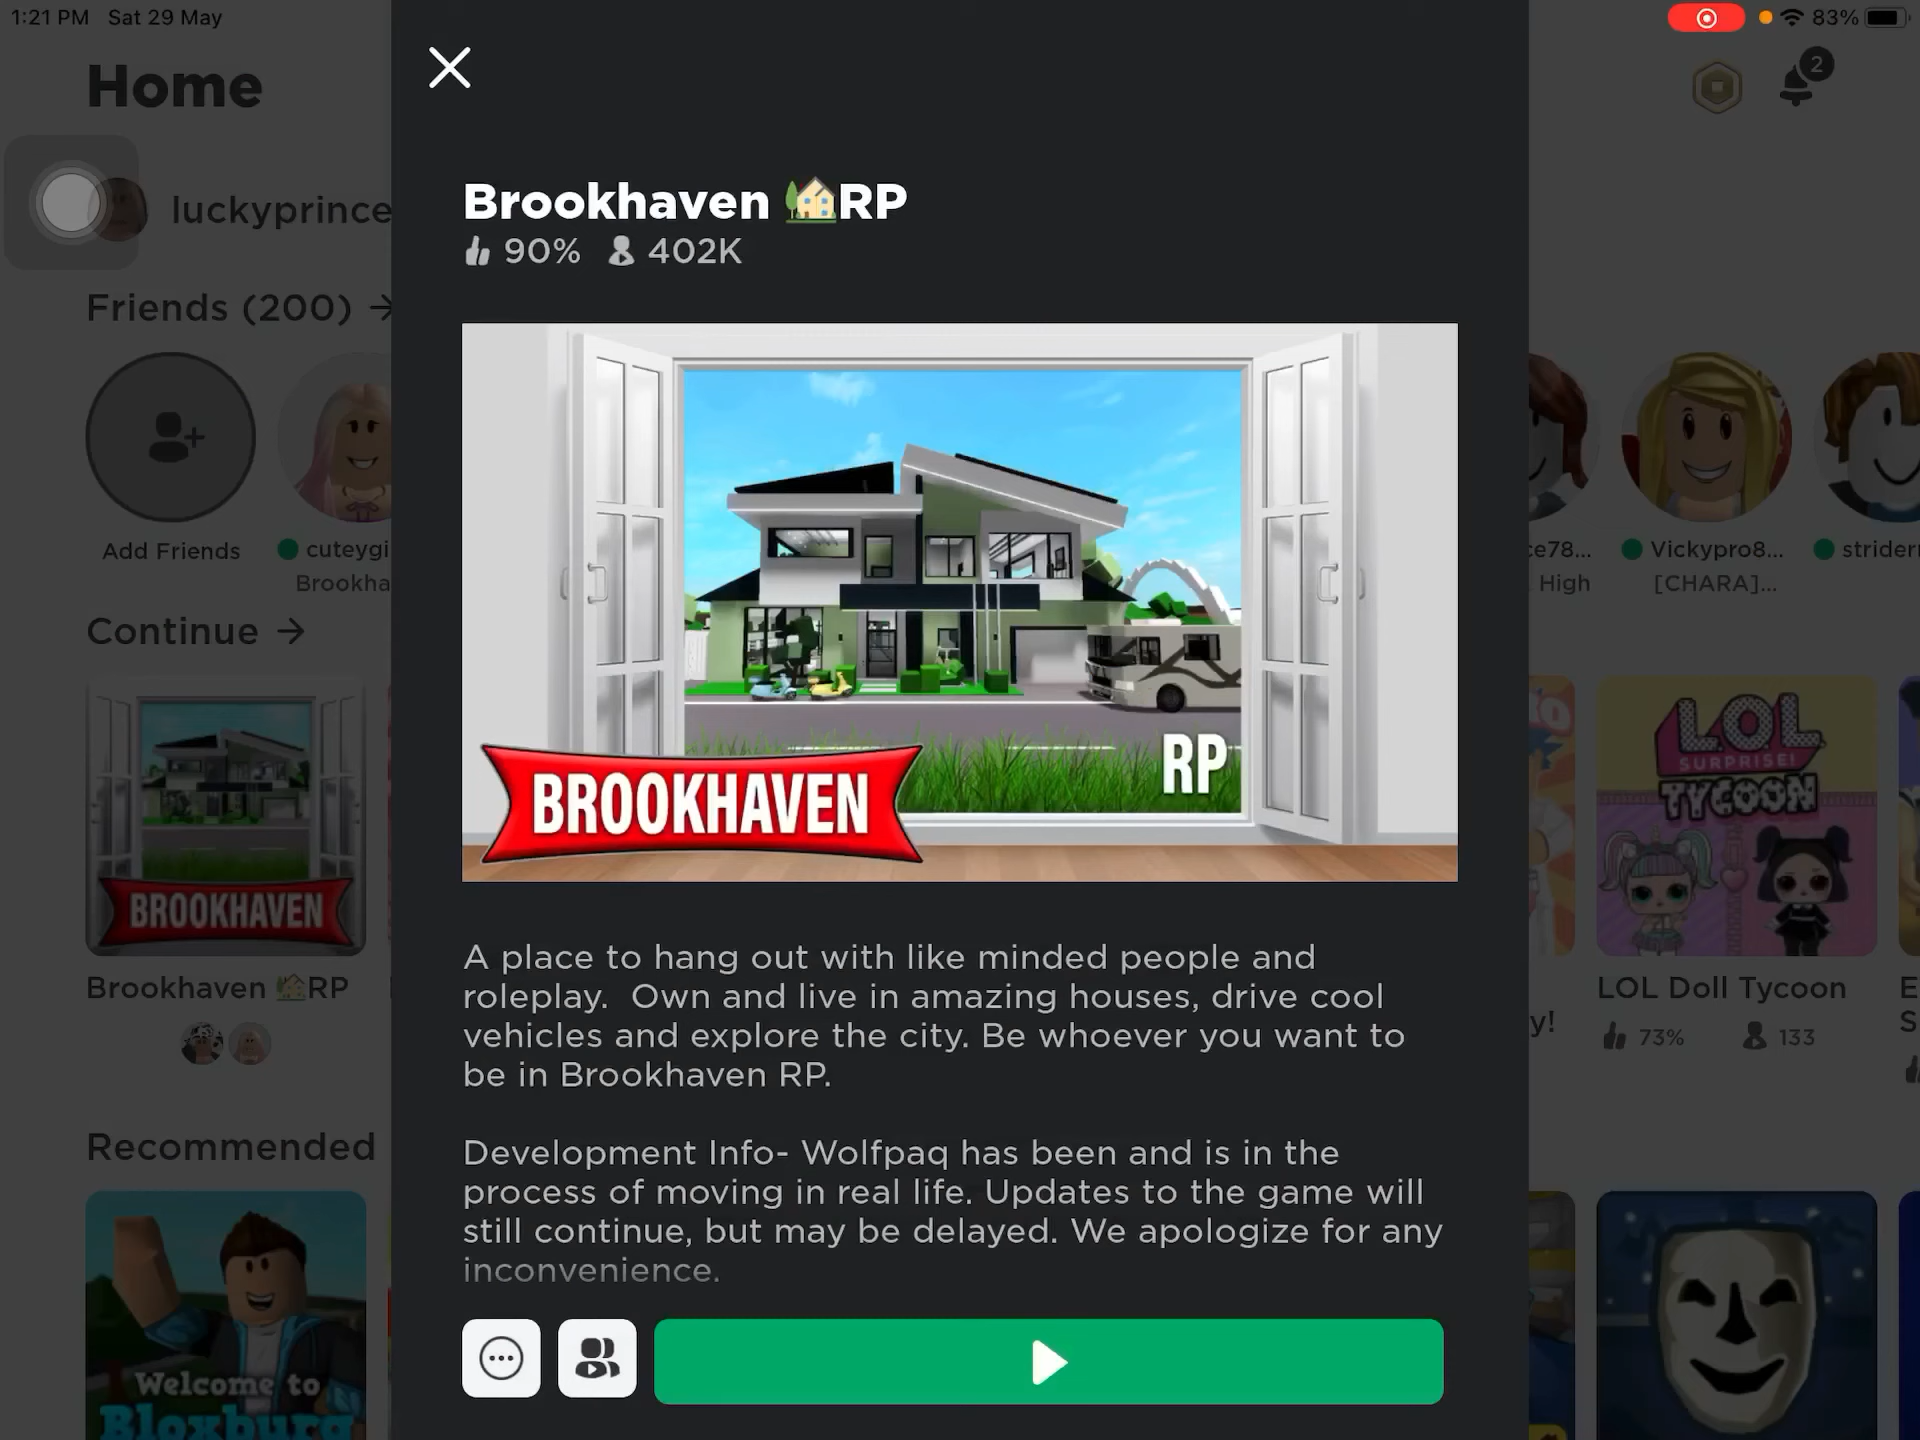 1:21 PM Sat 29 May
83%
Home
2
luckyprince
Friends (200) →
Add Friends
cuteygi
Brookha
Continue →
BROOKHAVEN
Brookhaven 🏡RP
Recommended
Welcome to
Bloxburg
Brookhaven 🏡RP
90% 402K
BROOKHAVEN
RP
A place to hang out with like minded people and
roleplay.  Own and live in amazing houses, drive cool
vehicles and explore the city. Be whoever you want to
be in Brookhaven RP.
Development Info- Wolfpaq has been and is in the
process of moving in real life. Updates to the game will
still continue, but may be delayed. We apologize for any
inconvenience.
ce78...
High
Vickypro8...
[CHARA]...
strider
LOL
SURPRISE!
TYCOON
LOL Doll Tycoon
73% 133
y!
E
S